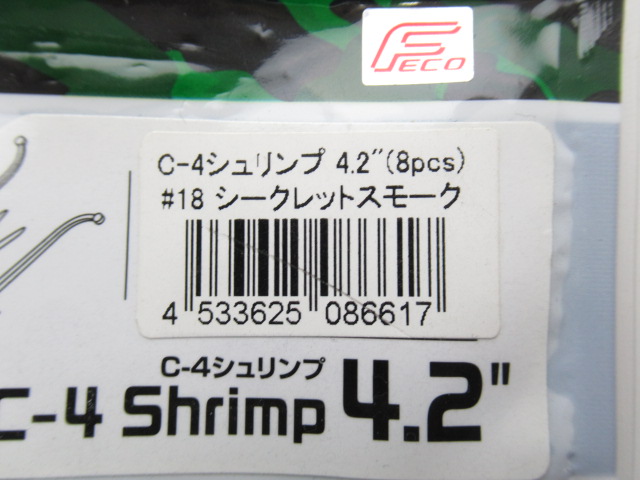 FECO
C-4シュリンプ 4.2"(8pcs)
#18 シークレットスモーク
4 533625 086617
C-4シュリンプ
C-4 Shrimp 4.2"